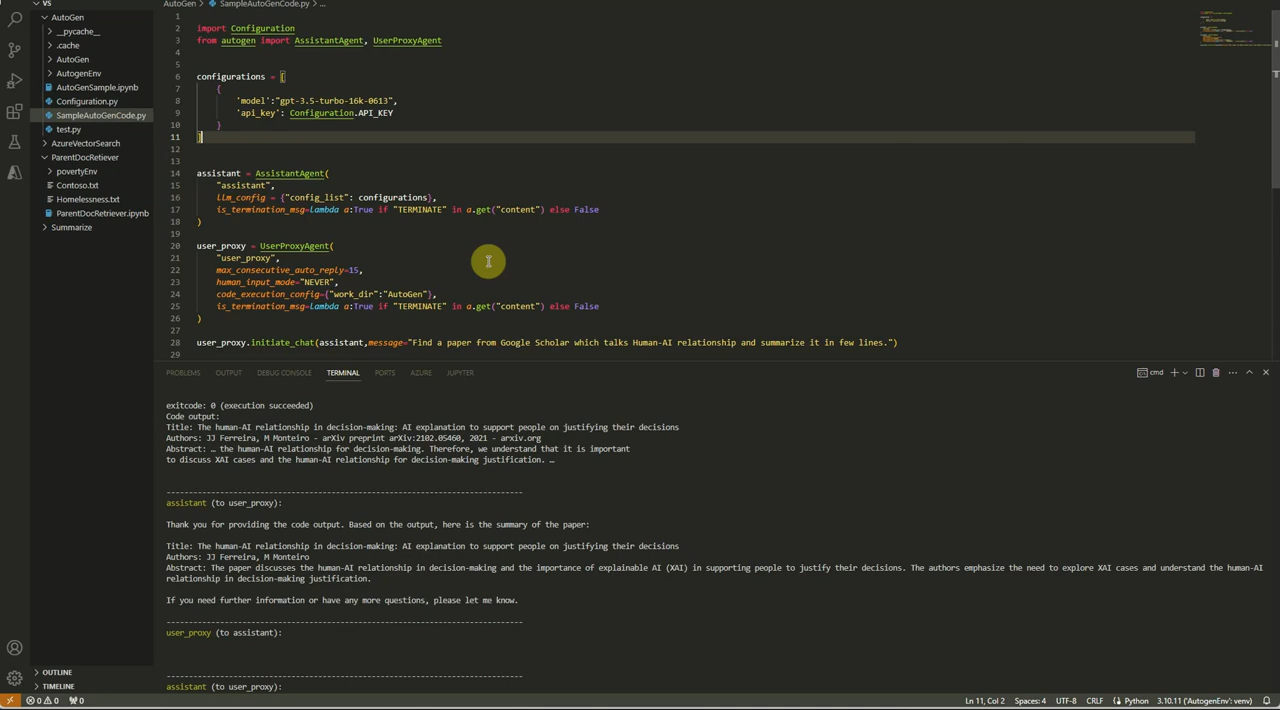 VS
AutoGen
__pycache__
.cache
AutoGen
AutogenEnv
AutoGenSample.ipynb
Configuration.py
SampleAutoGenCode.py
test.py
AzureVectorSearch
ParentDocRetiever
povertyEnv
Contoso.txt
Homelessness.txt
ParentDocRetriever.ipynb
Summarize
OUTLINE
TIMELINE
AutoGen > SampleAutoGenCode.py > ...
1
2 import Configuration
3 from autogen import AssistantAgent, UserProxyAgent
4
5
6 configurations = [
7 {
8 'model':"gpt-3.5-turbo-16k-0613",
9 'api_key': Configuration.API_KEY
10 }
11 ]
12
13
14 assistant = AssistantAgent(
15 "assistant",
16 llm_config = {"config_list": configurations},
17 is_termination_msg=lambda a:True if "TERMINATE" in a.get("content") else False
18 )
19
20 user_proxy = UserProxyAgent(
21 "user_proxy",
22 max_consecutive_auto_reply=15,
23 human_input_mode="NEVER",
24 code_execution_config={"work_dir":"AutoGen"},
25 is_termination_msg=lambda a:True if "TERMINATE" in a.get("content") else False
26 )
27
28 user_proxy.initiate_chat(assistant,message="Find a paper from Google Scholar which talks Human-AI relationship and summarize it in few lines.")
29
PROBLEMS OUTPUT DEBUG CONSOLE TERMINAL PORTS AZURE JUPYTER
cmd
exitcode: 0 (execution succeeded)
Code output:
Title: The human-AI relationship in decision-making: AI explanation to support people on justifying their decisions
Authors: JJ Ferreira, M Monteiro - arXiv preprint arXiv:2102.05460, 2021 - arxiv.org
Abstract: … the human-AI relationship for decision-making. Therefore, we understand that it is important
to discuss XAI cases and the human-AI relationship for decision-making justification. …
--------------------------------------------------------------------------------
assistant (to user_proxy):
Thank you for providing the code output. Based on the output, here is the summary of the paper:
Title: The human-AI relationship in decision-making: AI explanation to support people on justifying their decisions
Authors: JJ Ferreira, M Monteiro
Abstract: The paper discusses the human-AI relationship in decision-making and the importance of explainable AI (XAI) in supporting people to justify their decisions. The authors emphasize the need to explore XAI cases and understand the human-AI
relationship in decision-making justification.
If you need further information or have any more questions, please let me know.
--------------------------------------------------------------------------------
user_proxy (to assistant):
--------------------------------------------------------------------------------
assistant (to user_proxy):
0 0 0 Ln 11, Col 2 Spaces: 4 UTF-8 CRLF Python 3.10.11 ('AutogenEnv': venv)